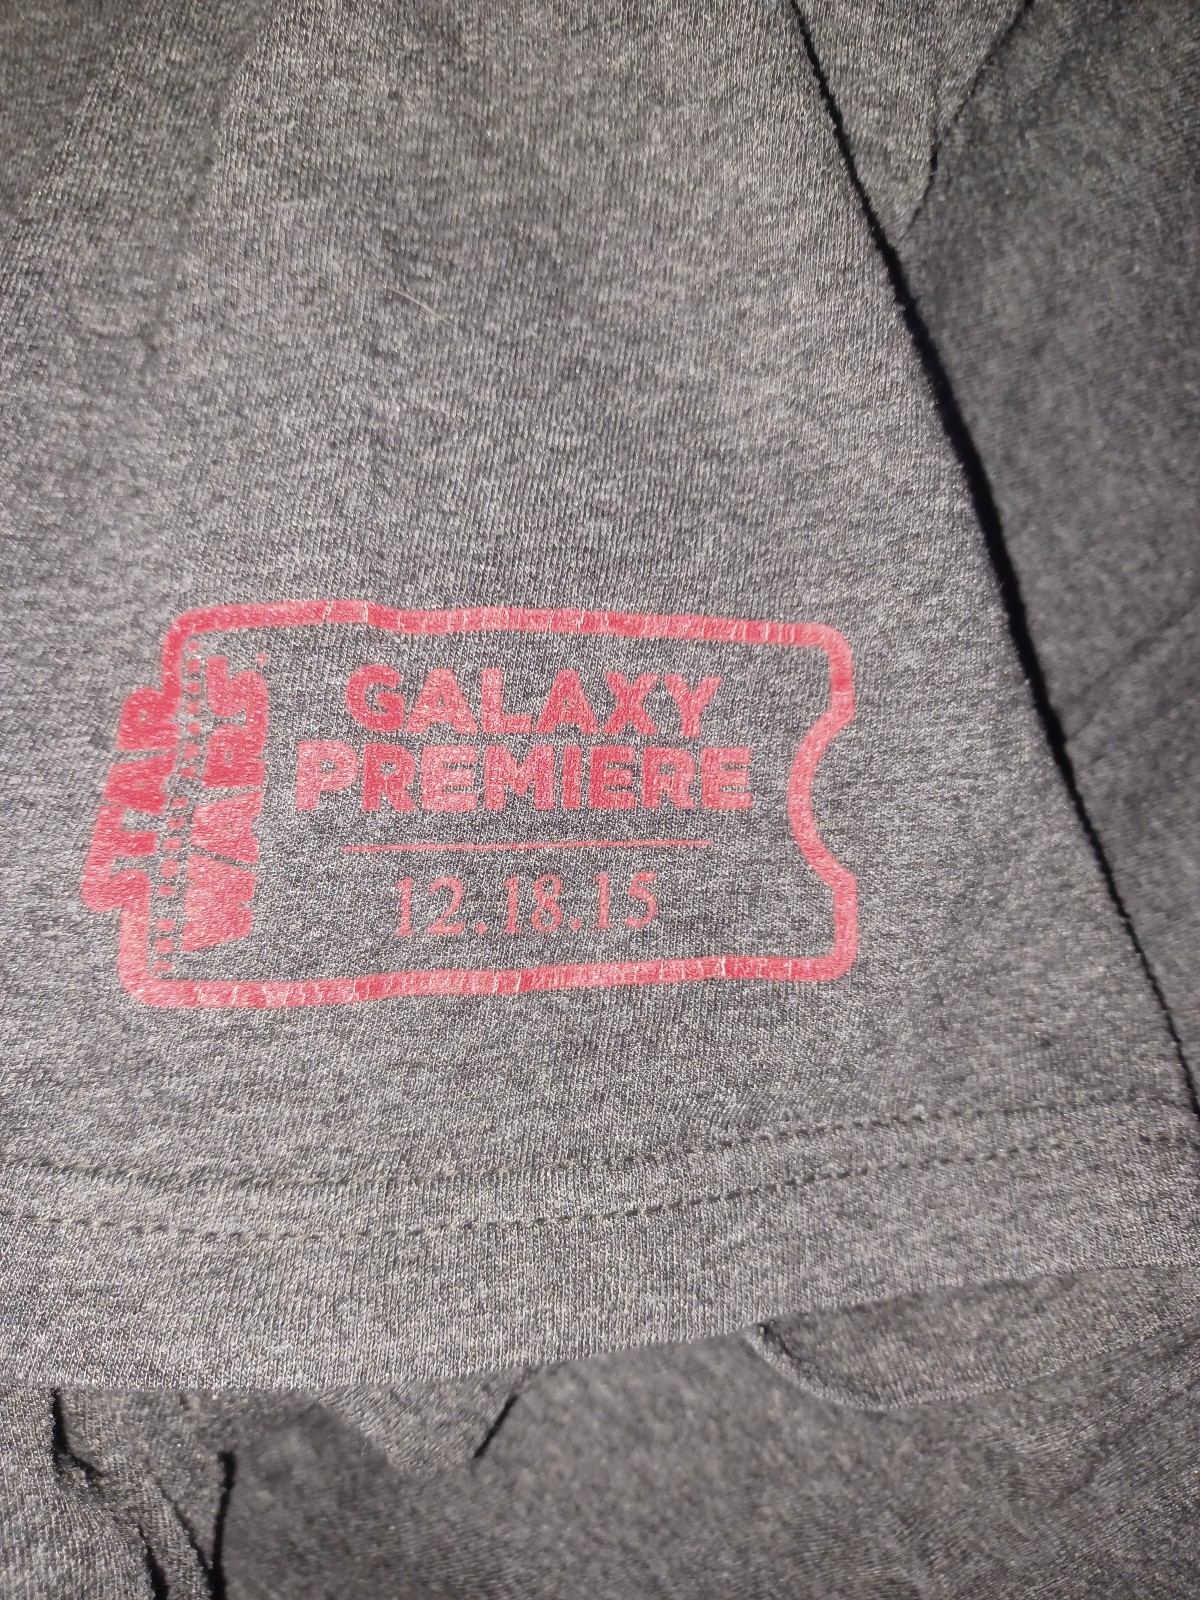 STAR
WARS
GALAXY
PREMIERE
12.18.15